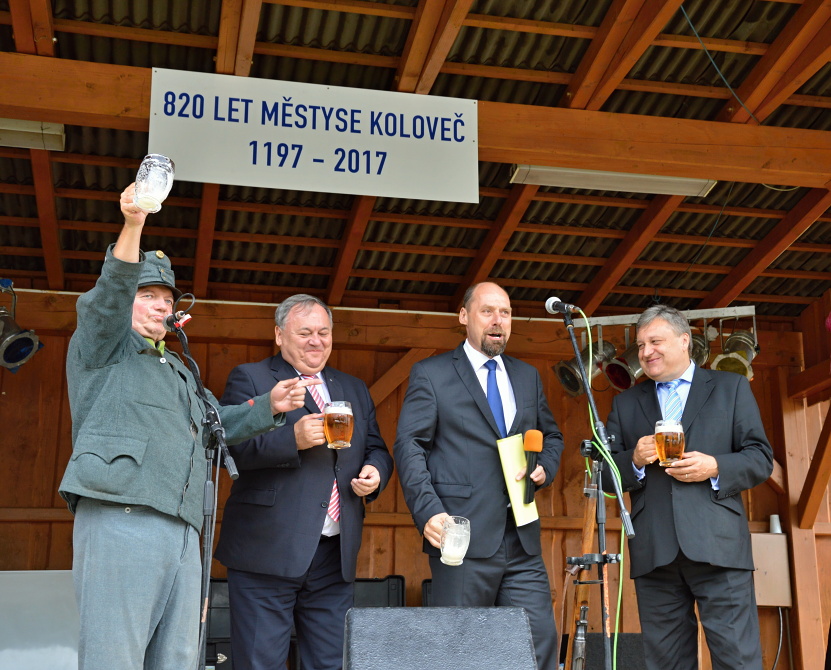 820 LET MĚSTYSE KOLOVEČ
1197 - 2017